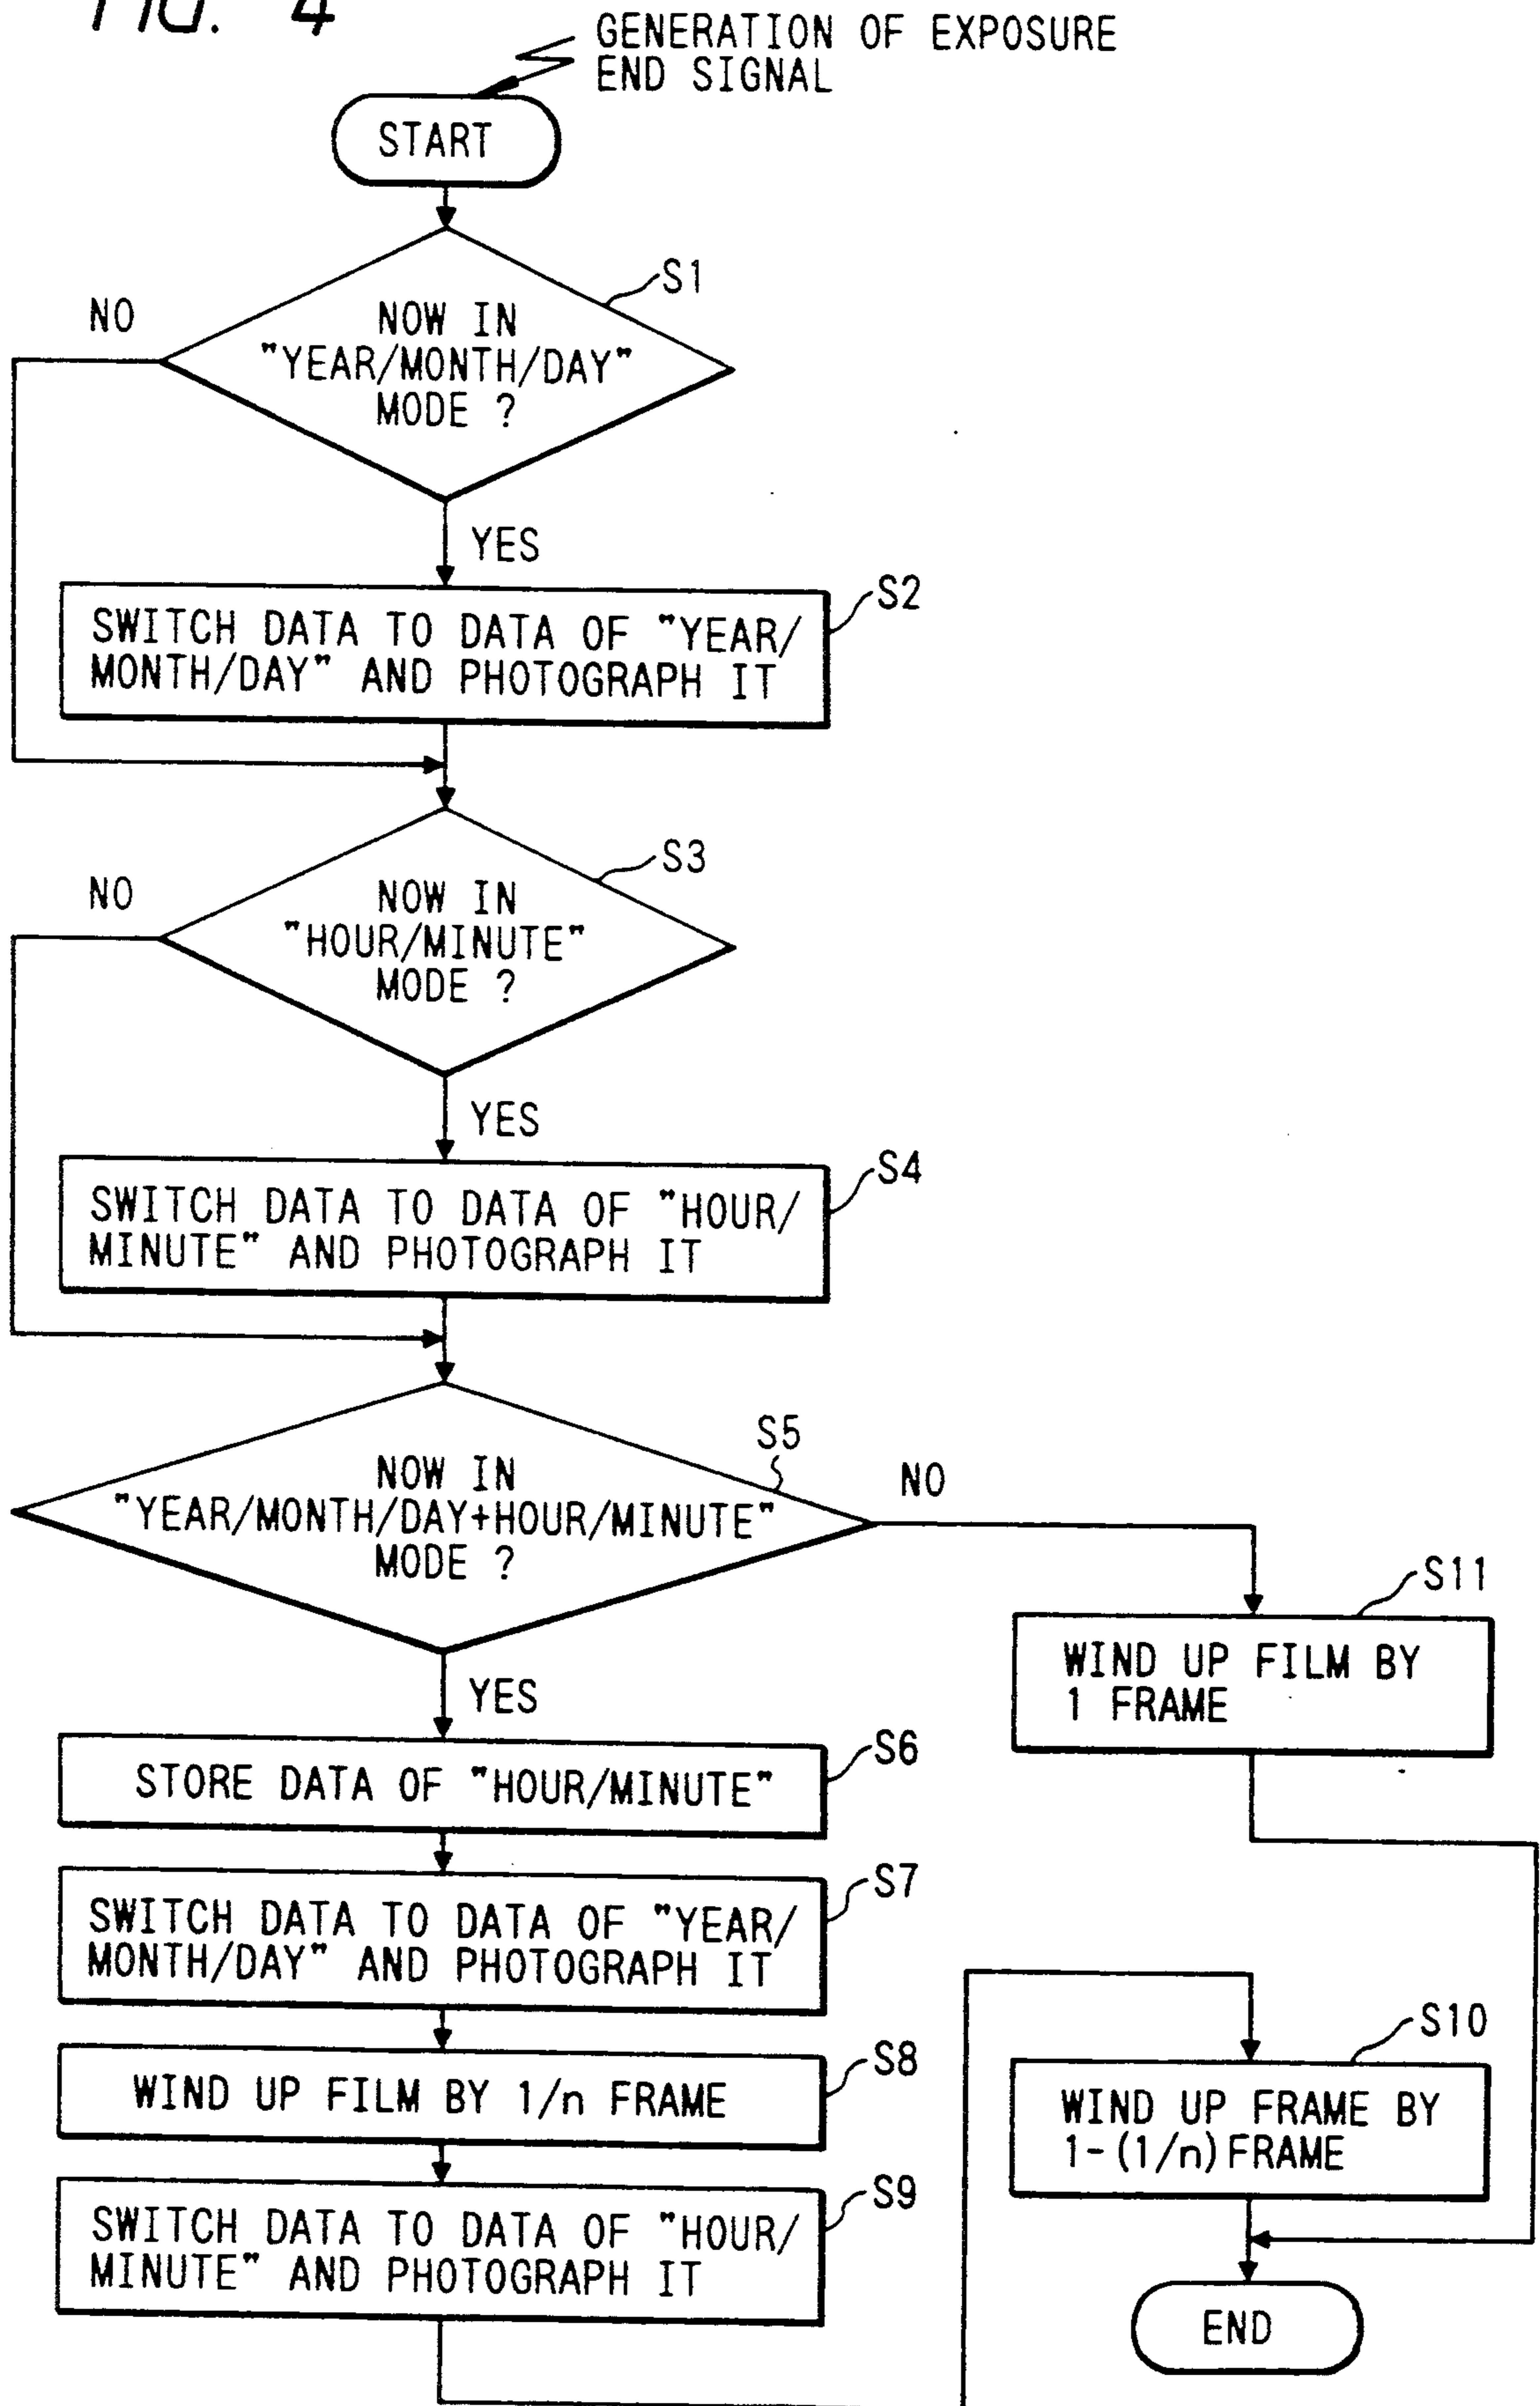 FIG. 4
GENERATION OF EXPOSURE
END SIGNAL
START
S1
NO
NOW IN
"YEAR/MONTH/DAY"
MODE ?
YES
S2
SWITCH DATA TO DATA OF "YEAR/
MONTH/DAY" AND PHOTOGRAPH IT
S3
NO
NOW IN
"HOUR/MINUTE"
MODE ?
YES
S4
SWITCH DATA TO DATA OF "HOUR/
MINUTE" AND PHOTOGRAPH IT
S5
NO
NOW IN
"YEAR/MONTH/DAY+HOUR/MINUTE"
MODE ?
YES
S11
WIND UP FILM BY
1 FRAME
S6
STORE DATA OF "HOUR/MINUTE"
S7
SWITCH DATA TO DATA OF "YEAR/
MONTH/DAY" AND PHOTOGRAPH IT
S8
WIND UP FILM BY 1/n FRAME
S9
SWITCH DATA TO DATA OF "HOUR/
MINUTE" AND PHOTOGRAPH IT
S10
WIND UP FRAME BY
1-(1/n)FRAME
END